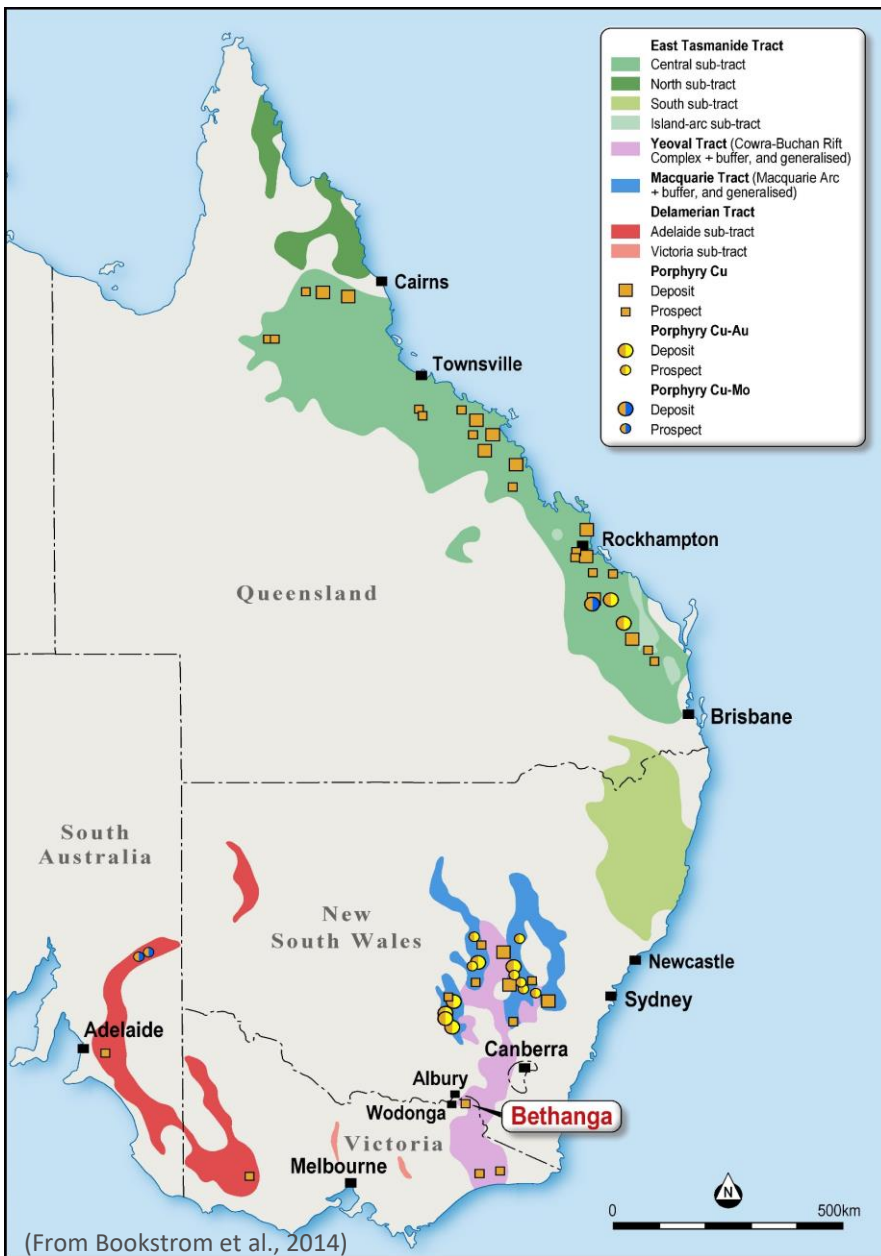 East Tasmanide Tract
Central sub-tract
North sub-tract
South sub-tract
Island-arc sub-tract
Yeoval Tract (Cowra-Buchan Rift
Complex + buffer, and generalised)
Macquarie Tract (Macquarie Arc
+ buffer, and generalised)
Delamerian Tract
Adelaide sub-tract
Victoria sub-tract
Porphyry Cu
Deposit
Prospect
Porphyry Cu-Au
Deposit
Prospect
Porphyry Cu-Mo
Deposit
Prospect
Cairns
Townsville
Rockhampton
Queensland
Brisbane
South
Australia
New
South Wales
Newcastle
Sydney
Adelaide
Canberra
Albury
Wodonga
Bethanga
Victoria
Melbourne
N
0
500km
(From Bookstrom et al., 2014)